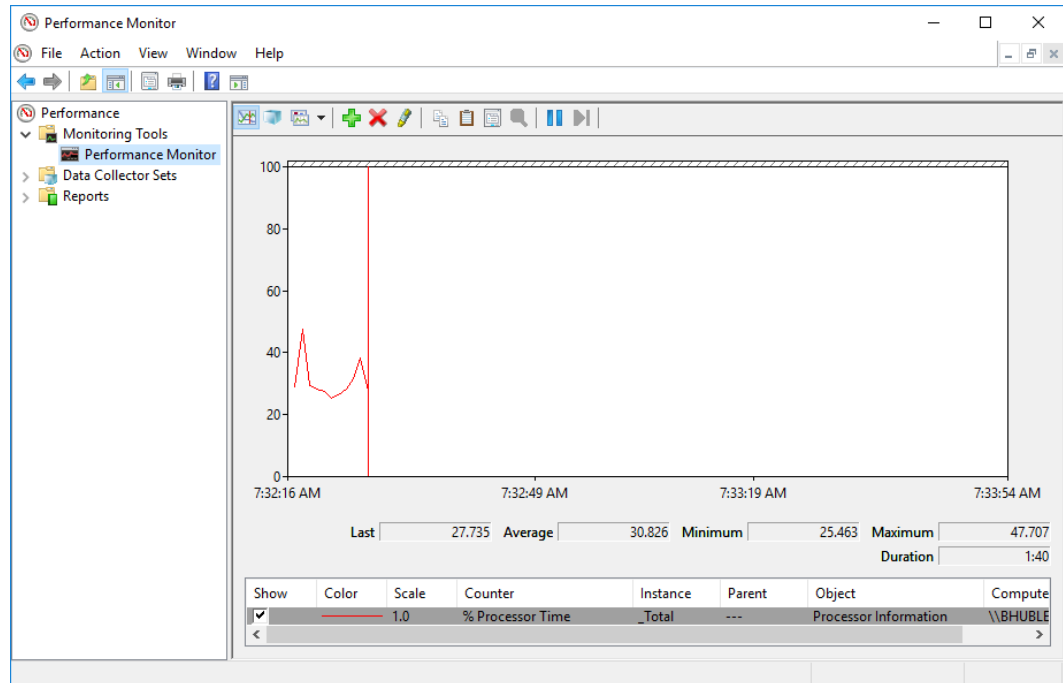 Performance Monitor
File Action View Window Help
Performance
Monitoring Tools
Performance Monitor
Data Collector Sets
Reports
100
80
60
40
20
0
7:32:16 AM 7:32:49 AM 7:33:19 AM 7:33:54 AM
Last 27.735 Average 30.826 Minimum 25.463 Maximum 47.707
Duration 1:40
Show Color Scale Counter Instance Parent Object Compute
1.0 % Processor Time _Total --- Processor Information \\BHUBLE